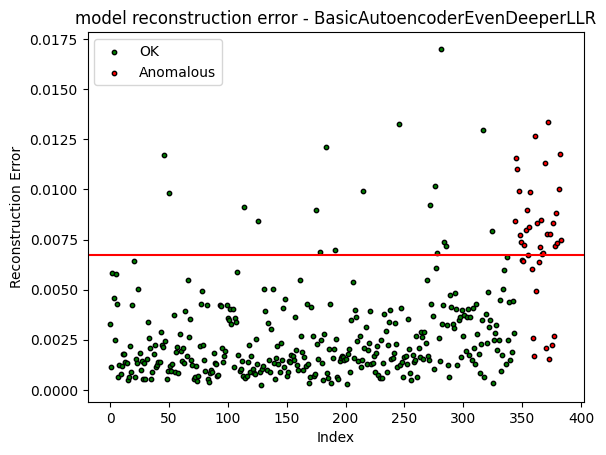 model reconstruction error - BasicAutoencoderEvenDeeperLLR
OK
Anomalous
Reconstruction Error
0.0175
0.0150
0.0125
0.0100
0.0075
0.0050
0.0025
0.0000
0 50 100 150 200 250 300 350 400
Index